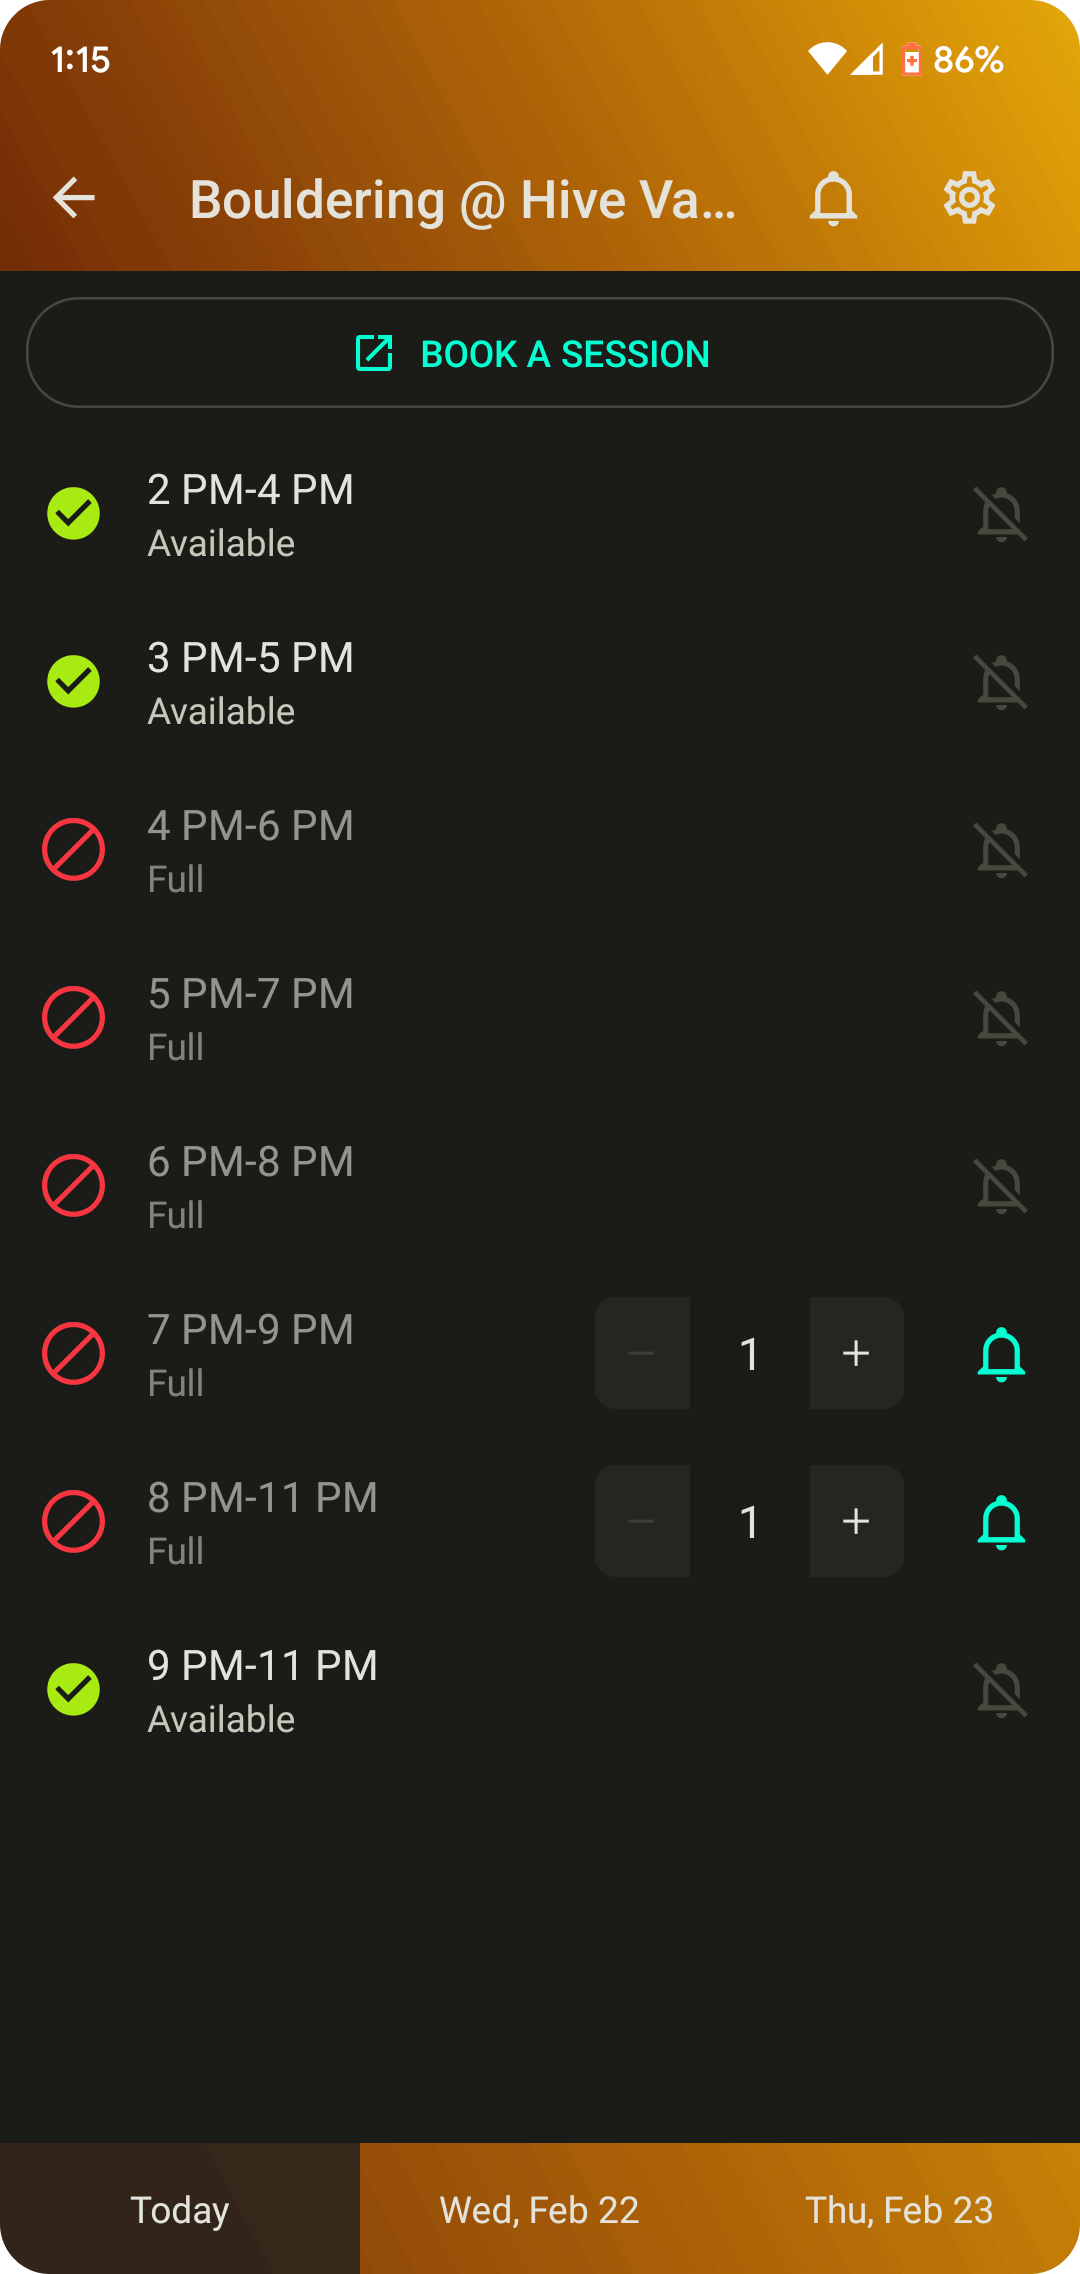 1:15
86%
Bouldering @ Hive Va...
BOOK A SESSION
2 PM-4 PM
Available
3 PM-5 PM
Available
4 PM-6 PM
Full
5 PM-7 PM
Full
6 PM-8 PM
Full
7 PM-9 PM
Full
− 1 +
8 PM-11 PM
Full
− 1 +
9 PM-11 PM
Available
Today
Wed, Feb 22
Thu, Feb 23